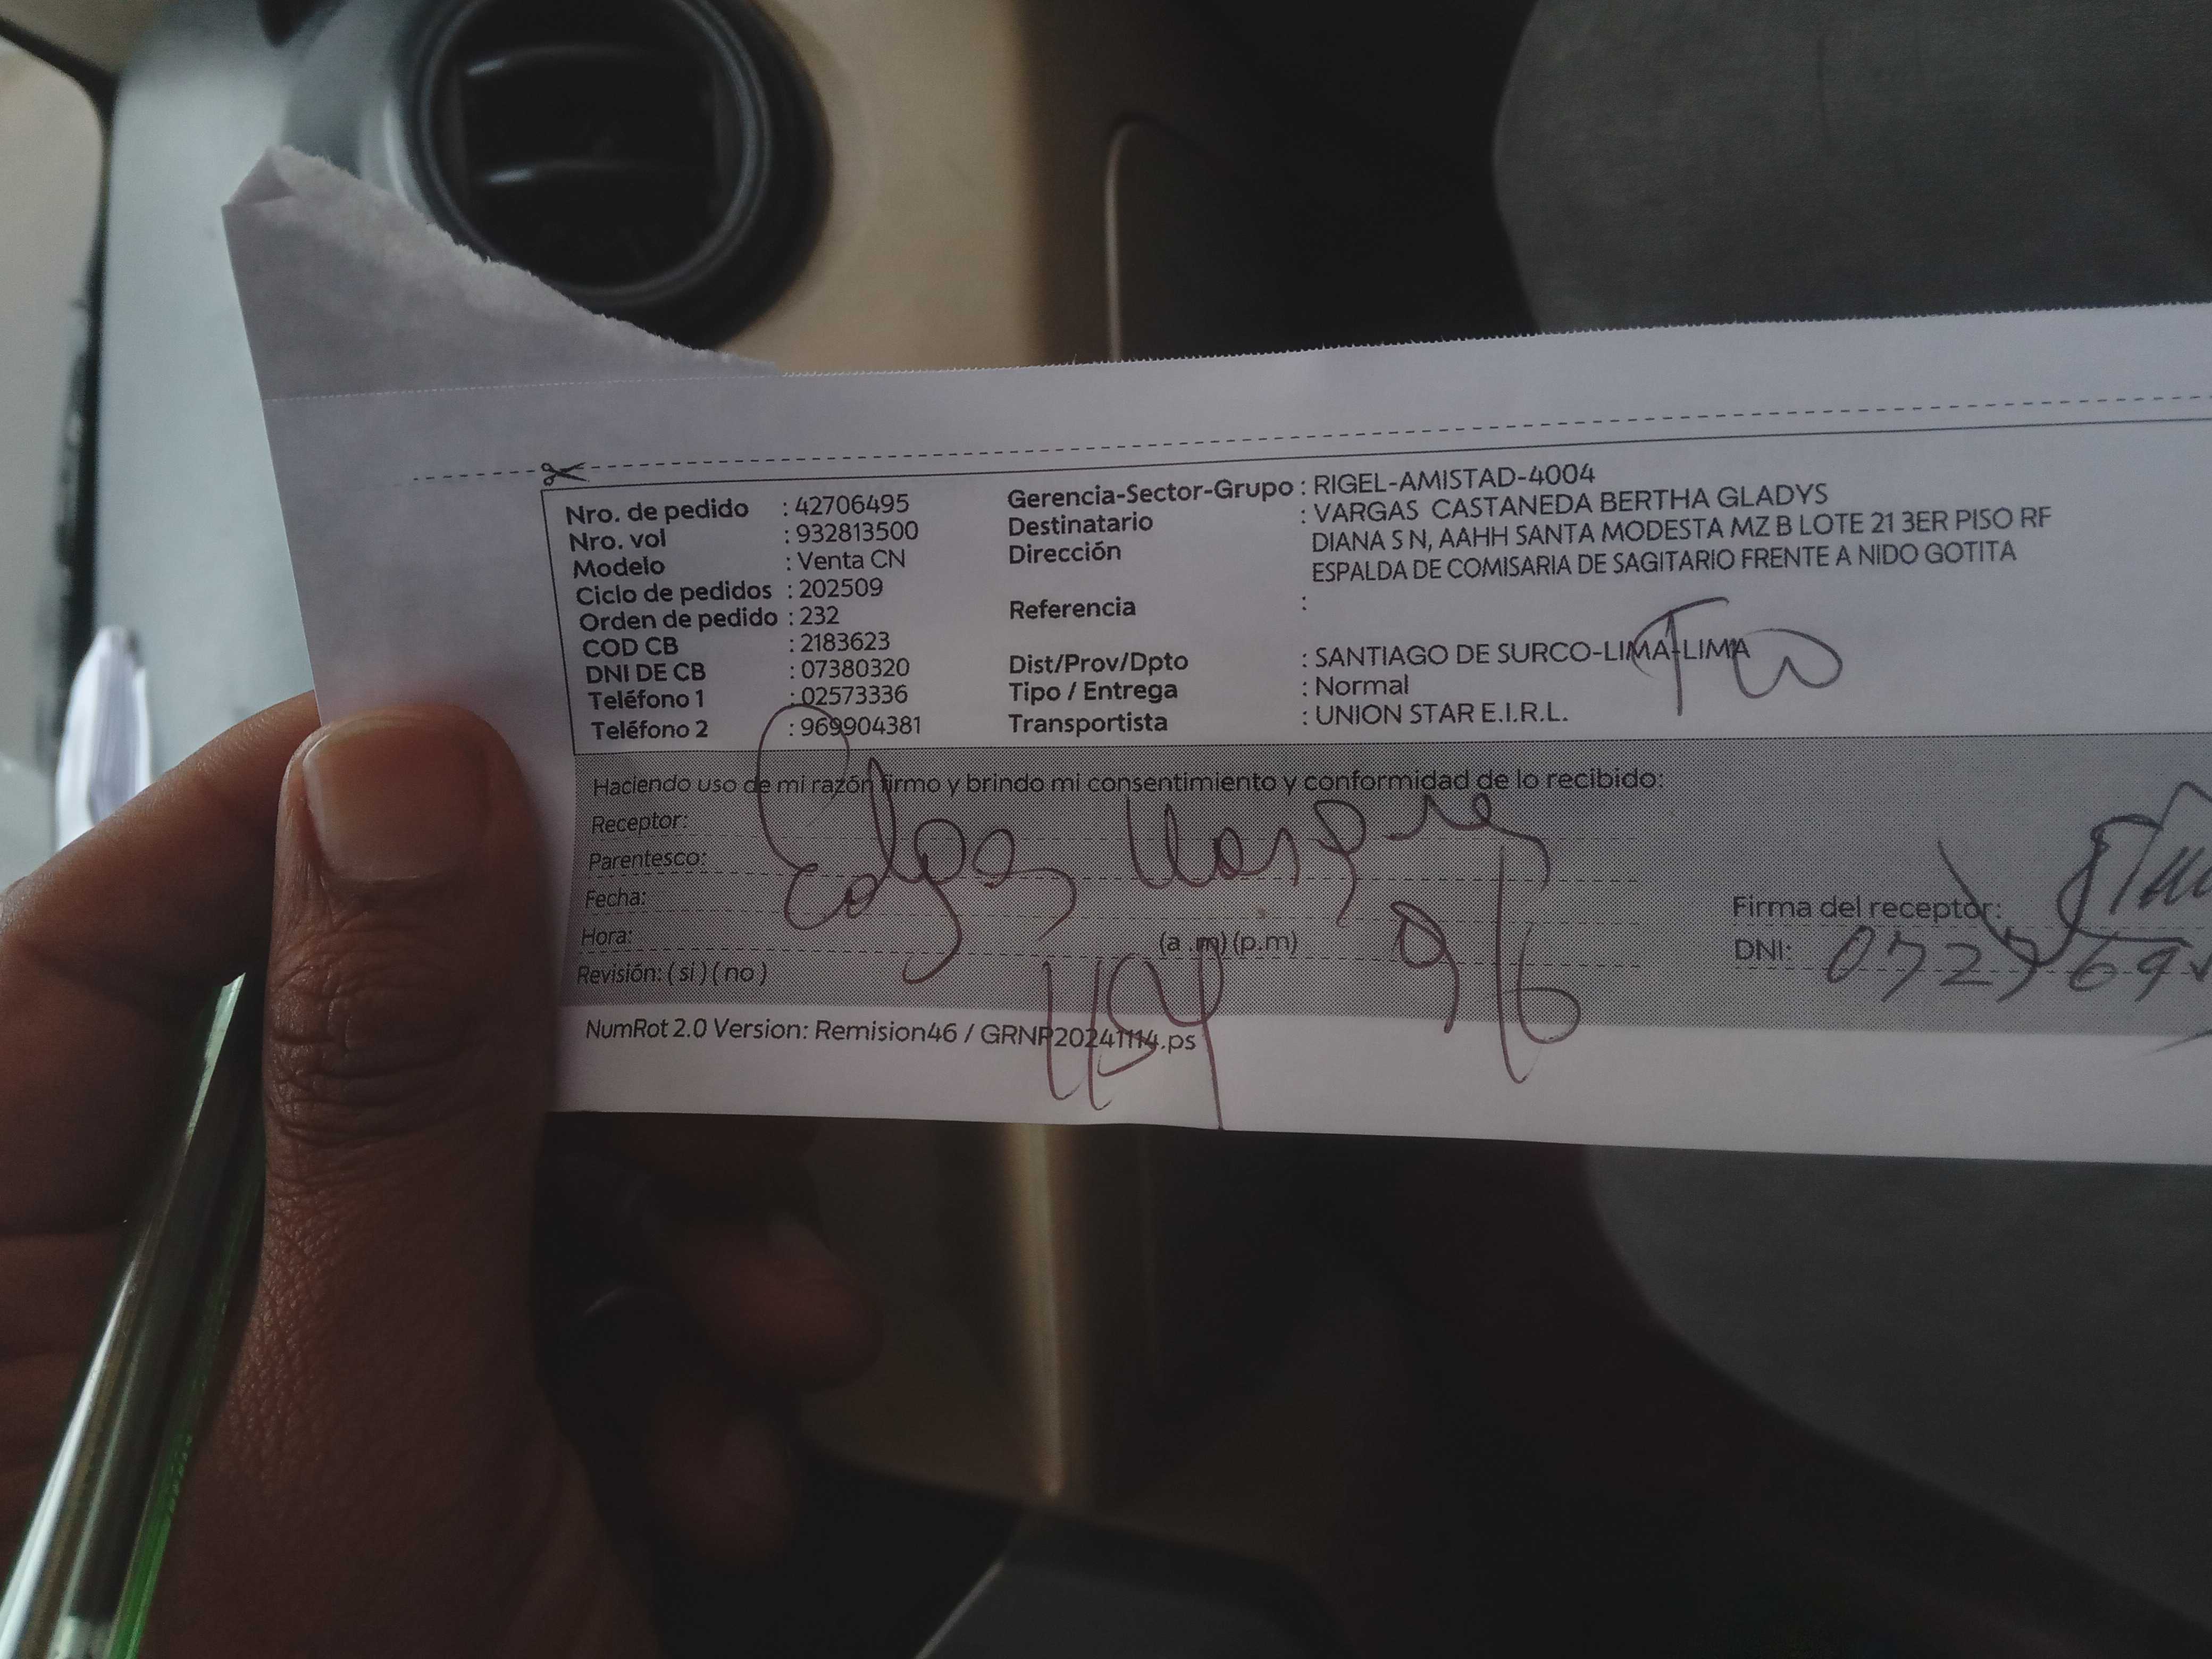 Nro. de pedido : 42706495
Nro. vol : 932813500
Modelo : Venta CN
Ciclo de pedidos : 202509
Orden de pedido : 232
COD CB : 2183623
DNI DE CB : 07380320
Teléfono 1 : 02573336
Teléfono 2 : 969904381
Gerencia-Sector-Grupo : RIGEL-AMISTAD-4004
Destinatario : VARGAS CASTANEDA BERTHA GLADYS
Dirección DIANA S N, AAHH SANTA MODESTA MZ B LOTE 21 3ER PISO RF
ESPALDA DE COMISARIA DE SAGITARIO FRENTE A NIDO GOTITA
Referencia :
Dist/Prov/Dpto : SANTIAGO DE SURCO-LIMA-LIMA
Tipo / Entrega : Normal
Transportista : UNION STAR E.I.R.L.
Haciendo uso de mi razón firmo y brindo mi consentimiento y conformidad de lo recibido:
Receptor:
Parentesco: Edgar
Fecha: 9/6
Hora: (a.m) (p.m)
Revisión: ( si ) ( no )
Firma del receptor:
DNI:
NumRot 2.0 Version: Remision46 / GRNP20241114.ps